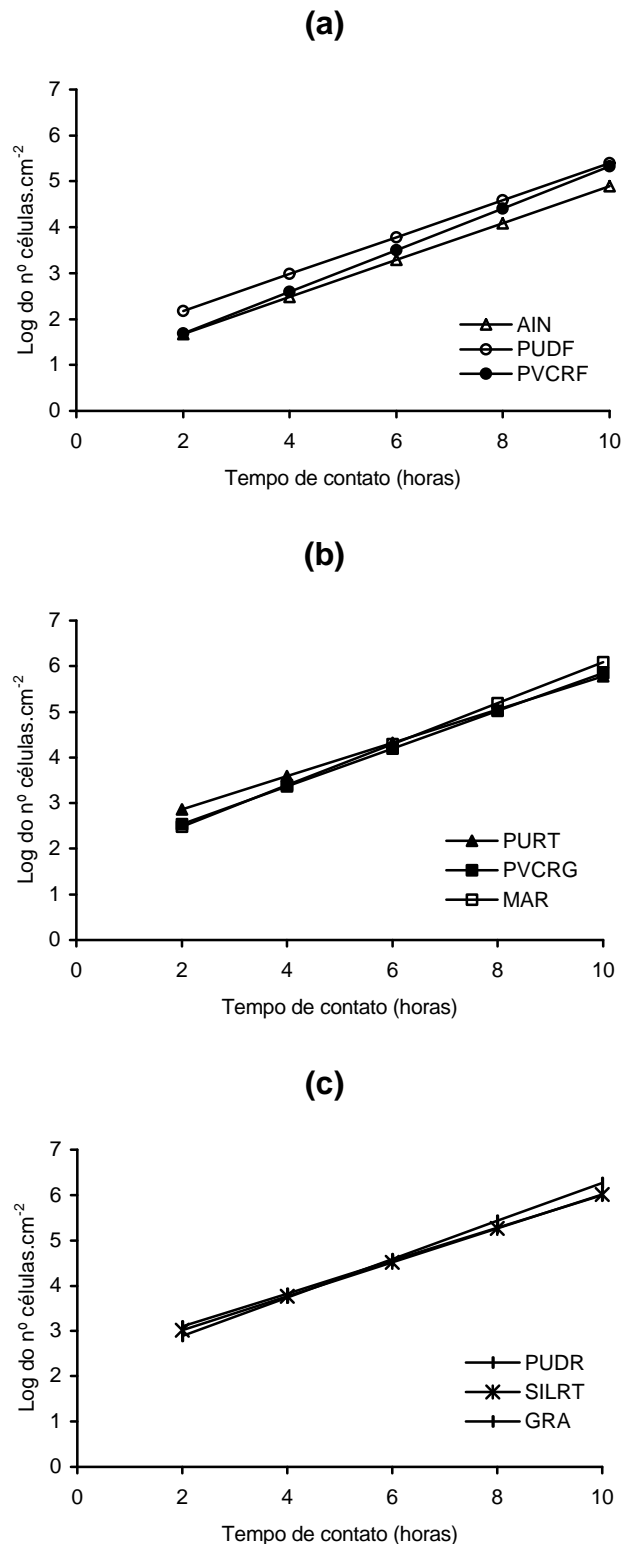 (a)
7
6
5
4
3
2
1
0
Log do nº células.cm-2
AIN
PUDF
PVCRF
0 2 4 6 8 10
Tempo de contato (horas)
(b)
7
6
5
4
3
2
1
0
Log do nº células.cm-2
PURT
PVCRG
MAR
0 2 4 6 8 10
Tempo de contato (horas)
(c)
7
6
5
4
3
2
1
0
Log do nº células.cm-2
PUDR
SILRT
GRA
0 2 4 6 8 10
Tempo de contato (horas)